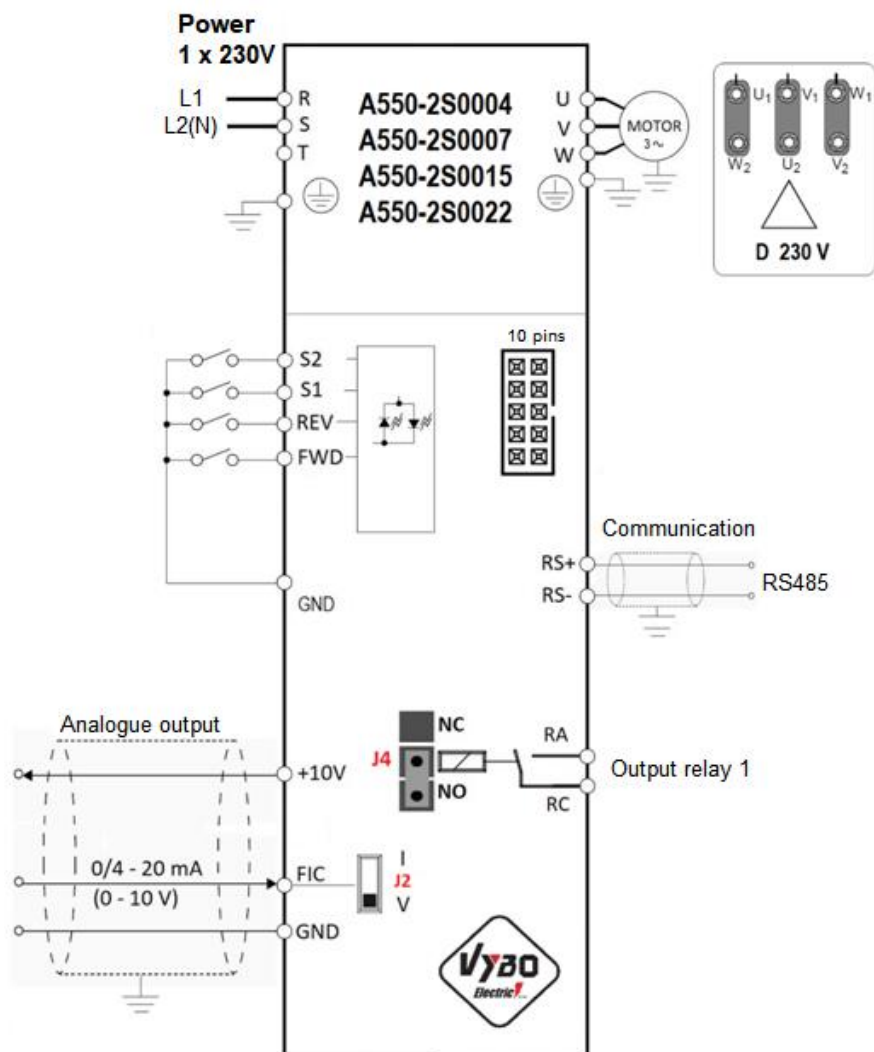 Power
1 x 230V
L1
L2(N)
R
S
T
A550-2S0004
A550-2S0007
A550-2S0015
A550-2S0022
U
V
W
MOTOR
3~
U1
V1
W1
W2
U2
V2
D 230 V
10 pins
S2
S1
REV
FWD
GND
Communication
RS+
RS-
RS485
Analogue output
+10V
0/4 - 20 mA
(0 - 10 V)
FIC
GND
NC
J4
NO
RA
RC
Output relay 1
I
J2
V
VYBO
Electric